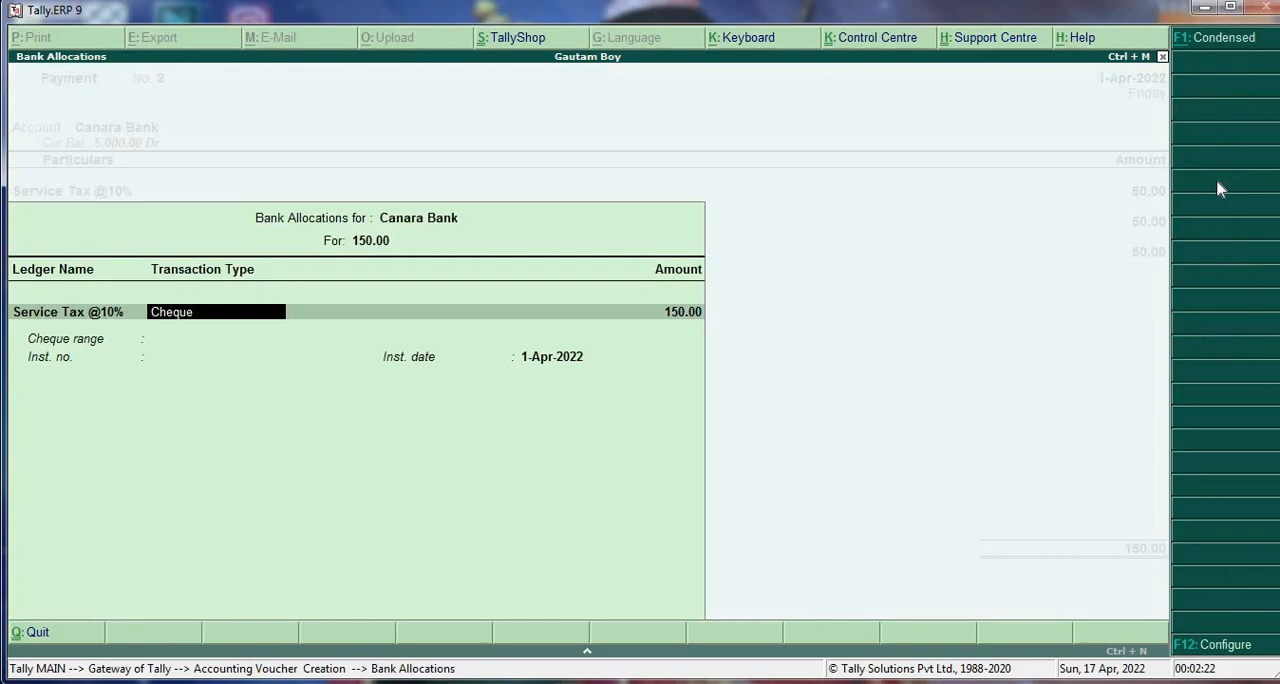 Tally.ERP 9
P: Print E: Export M: E-Mail O: Upload S: TallyShop G: Language K: Keyboard K: Control Centre H: Support Centre H: Help F1: Condensed
Bank Allocations Gautam Boy Ctrl + M
Payment No. 2 1-Apr-2022
Friday
Account Canara Bank
Cur Bal: 5,000.00 Dr
Particulars Amount
Service Tax @10% 50.00
50.00
50.00
Bank Allocations for : Canara Bank
For: 150.00
Ledger Name Transaction Type Amount
Service Tax @10% Cheque 150.00
Cheque range :
Inst. no. : Inst. date : 1-Apr-2022
150.00
Q: Quit
F12: Configure
Ctrl + N
Tally MAIN --> Gateway of Tally --> Accounting Voucher Creation --> Bank Allocations © Tally Solutions Pvt Ltd., 1988-2020 Sun, 17 Apr, 2022 00:02:22